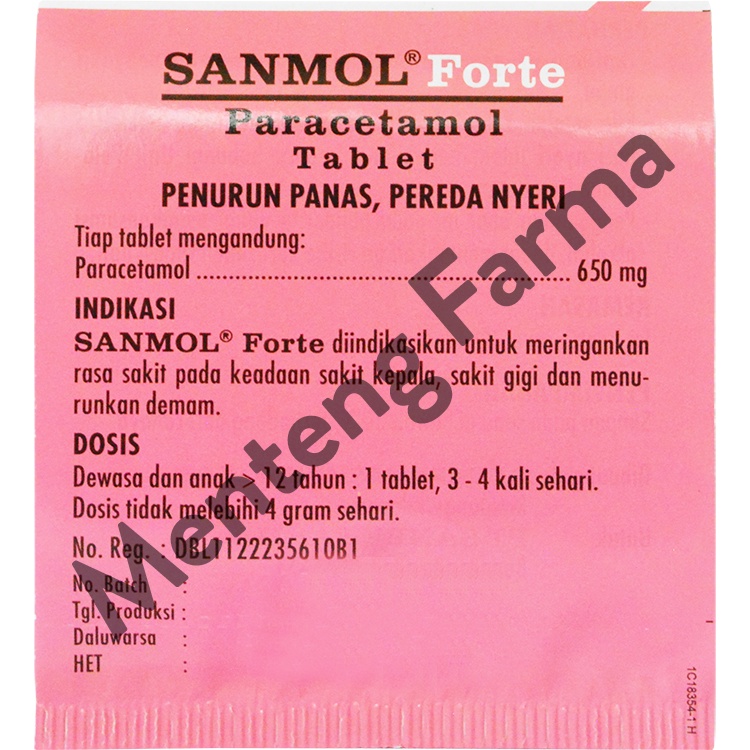 SANMOL® Forte
Paracetamol
Tablet
PENURUN PANAS, PEREDA NYERI
Tiap tablet mengandung:
Paracetamol ........................................................ 650 mg
INDIKASI
SANMOL® Forte diindikasikan untuk meringankan
rasa sakit pada keadaan sakit kepala, sakit gigi dan menu-
runkan demam.
DOSIS
Dewasa dan anak > 12 tahun : 1 tablet, 3 - 4 kali sehari.
Dosis tidak melebihi 4 gram sehari.
No. Reg. : DBL1122235610B1
No. Batch :
Tgl. Produksi :
Daluwarsa :
HET :
1C18354-1 H
Menteng Farma